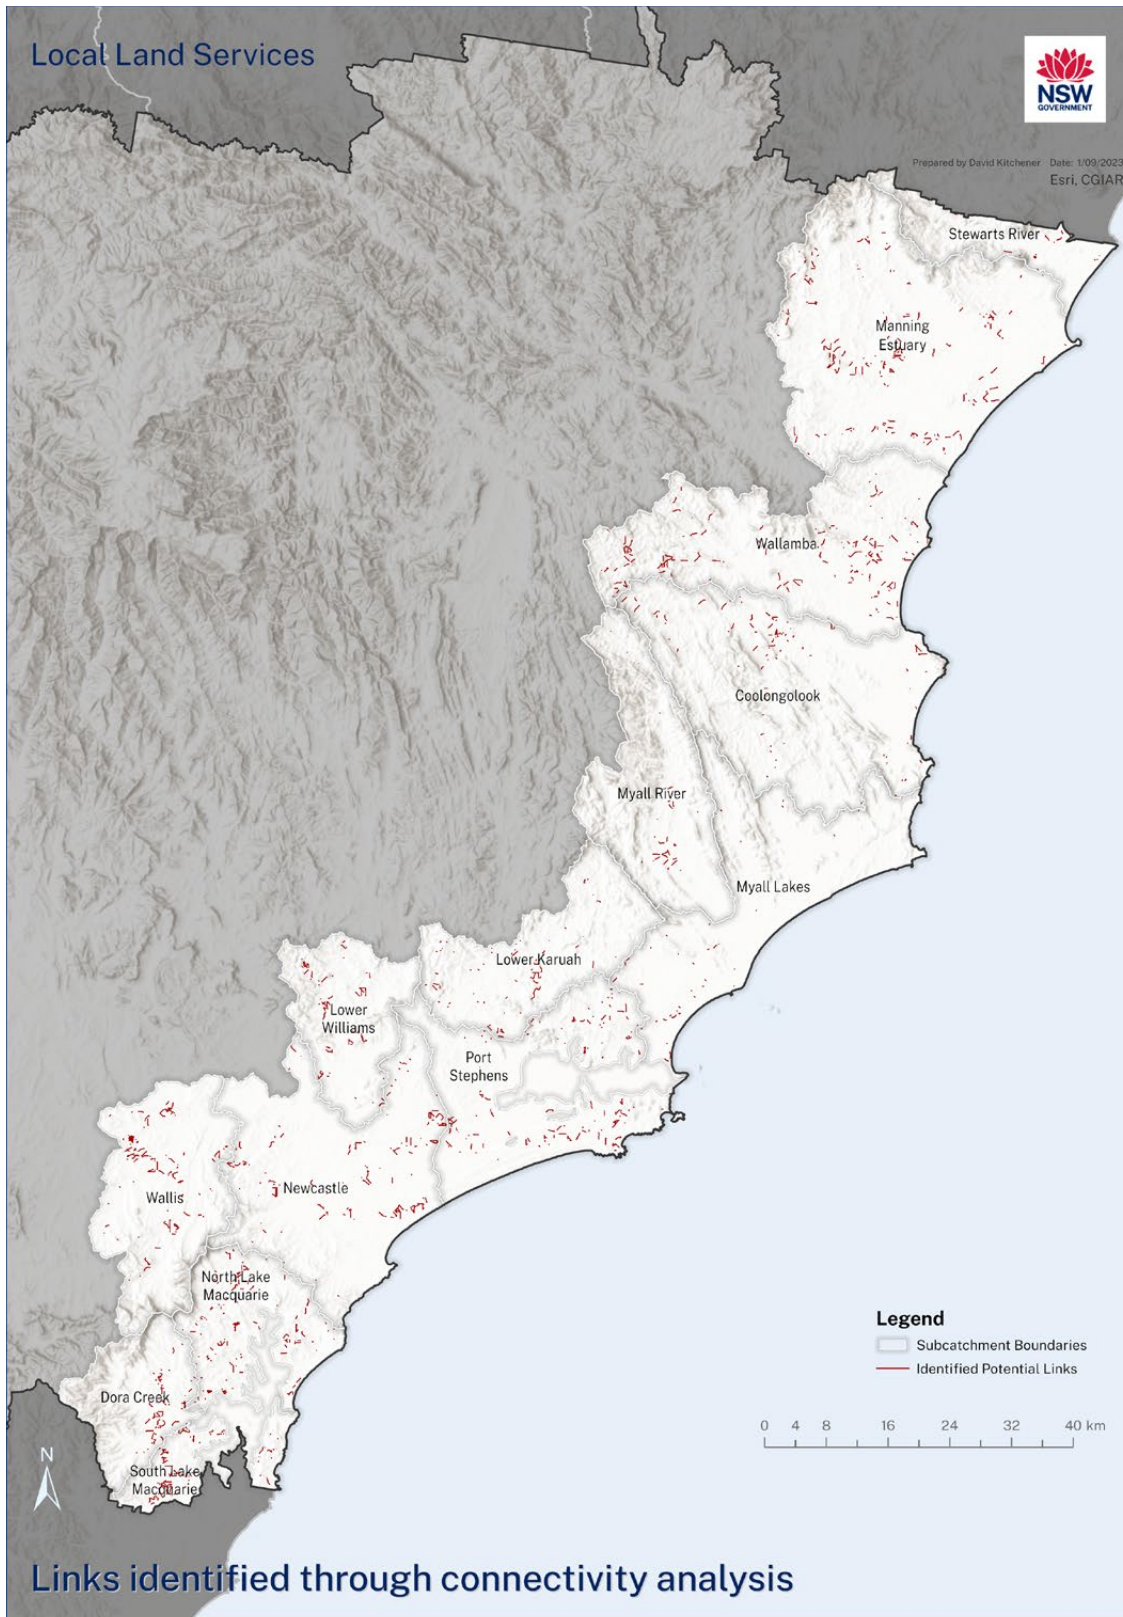 Local Land Services
NSW
GOVERNMENT
Prepared by David Kitchener Date: 1/09/2023
Esri, CGIAR
Stewarts River
Manning
Estuary
Wallamba
Coolongolook
Myall River
Myall Lakes
Lower Karuah
Lower
Williams
Port
Stephens
Newcastle
Wallis
North Lake
Macquarie
Dora Creek
South Lake
Macquarie
Legend
Subcatchment Boundaries
Identified Potential Links
0 4 8 16 24 32 40 km
N
Links identified through connectivity analysis